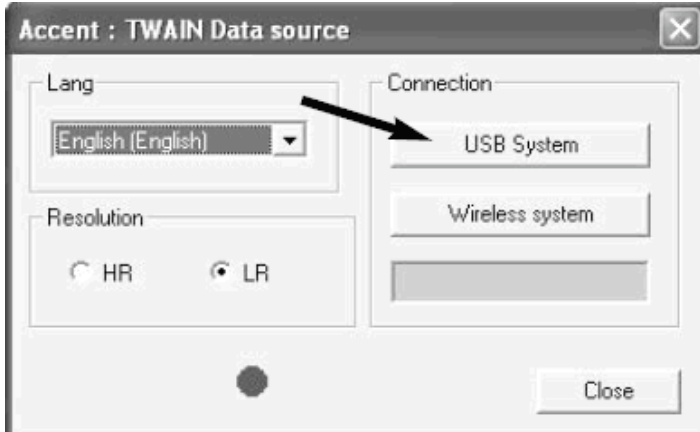 Accent : TWAIN Data source
Lang
English (English)
Connection
USB System
Wireless system
Resolution
HR
LR
Close